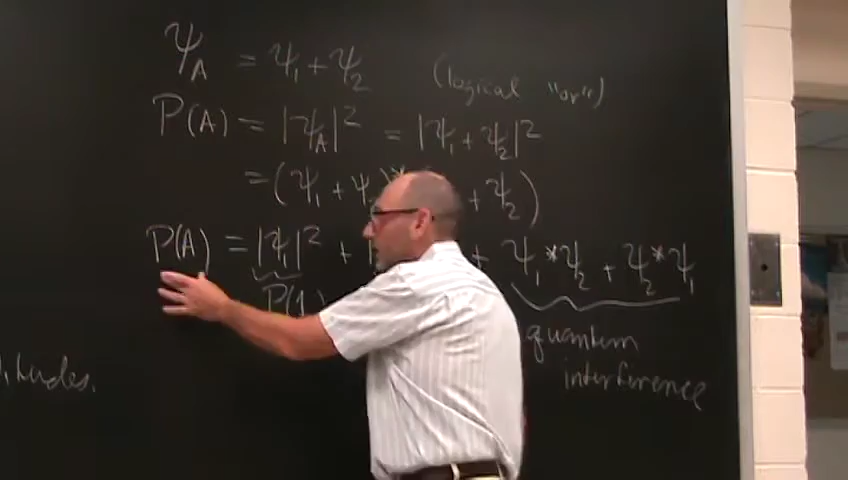 ψ_A = ψ₁ + ψ₂ (logical "or")
P(A) = |ψ_A|² = |ψ₁ + ψ₂|²
= (ψ₁ + ψ )* + ψ₂)
P(A) = |ψ₁|² + | + ψ₁*ψ₂ + ψ₂*ψ₁
P(1)
quantum
interference